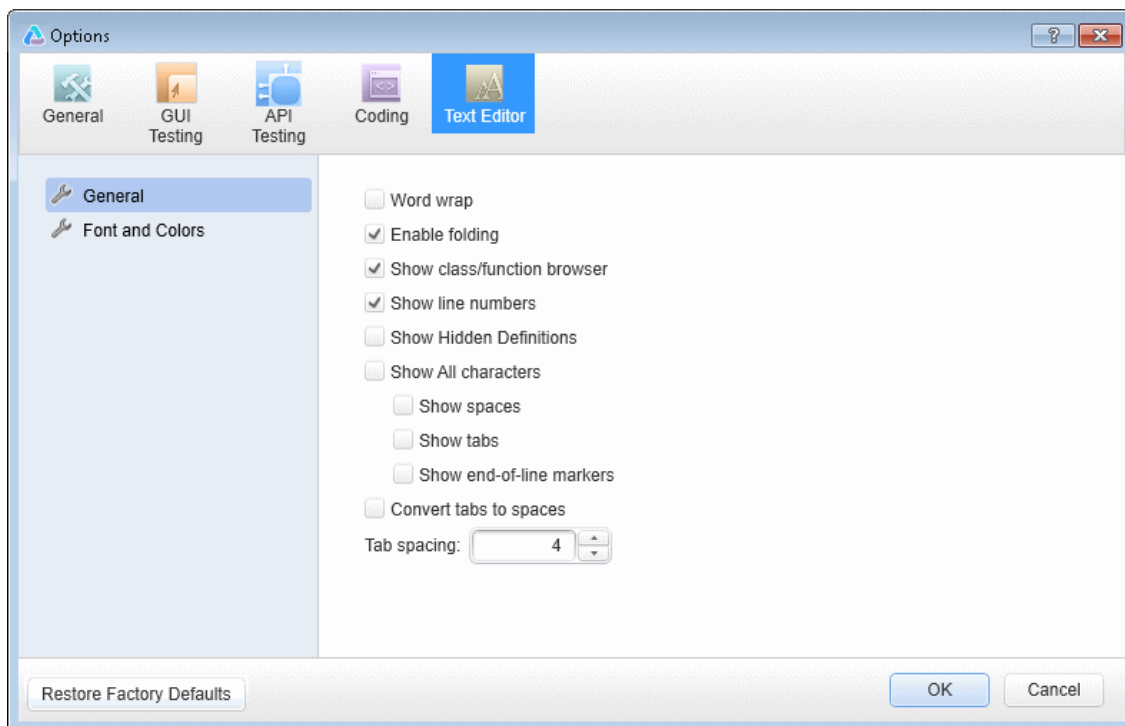 Options
General
GUI
Testing
API
Testing
Coding
Text Editor
General
Font and Colors
Word wrap
Enable folding
Show class/function browser
Show line numbers
Show Hidden Definitions
Show All characters
Show spaces
Show tabs
Show end-of-line markers
Convert tabs to spaces
Tab spacing: 4
Restore Factory Defaults
OK
Cancel